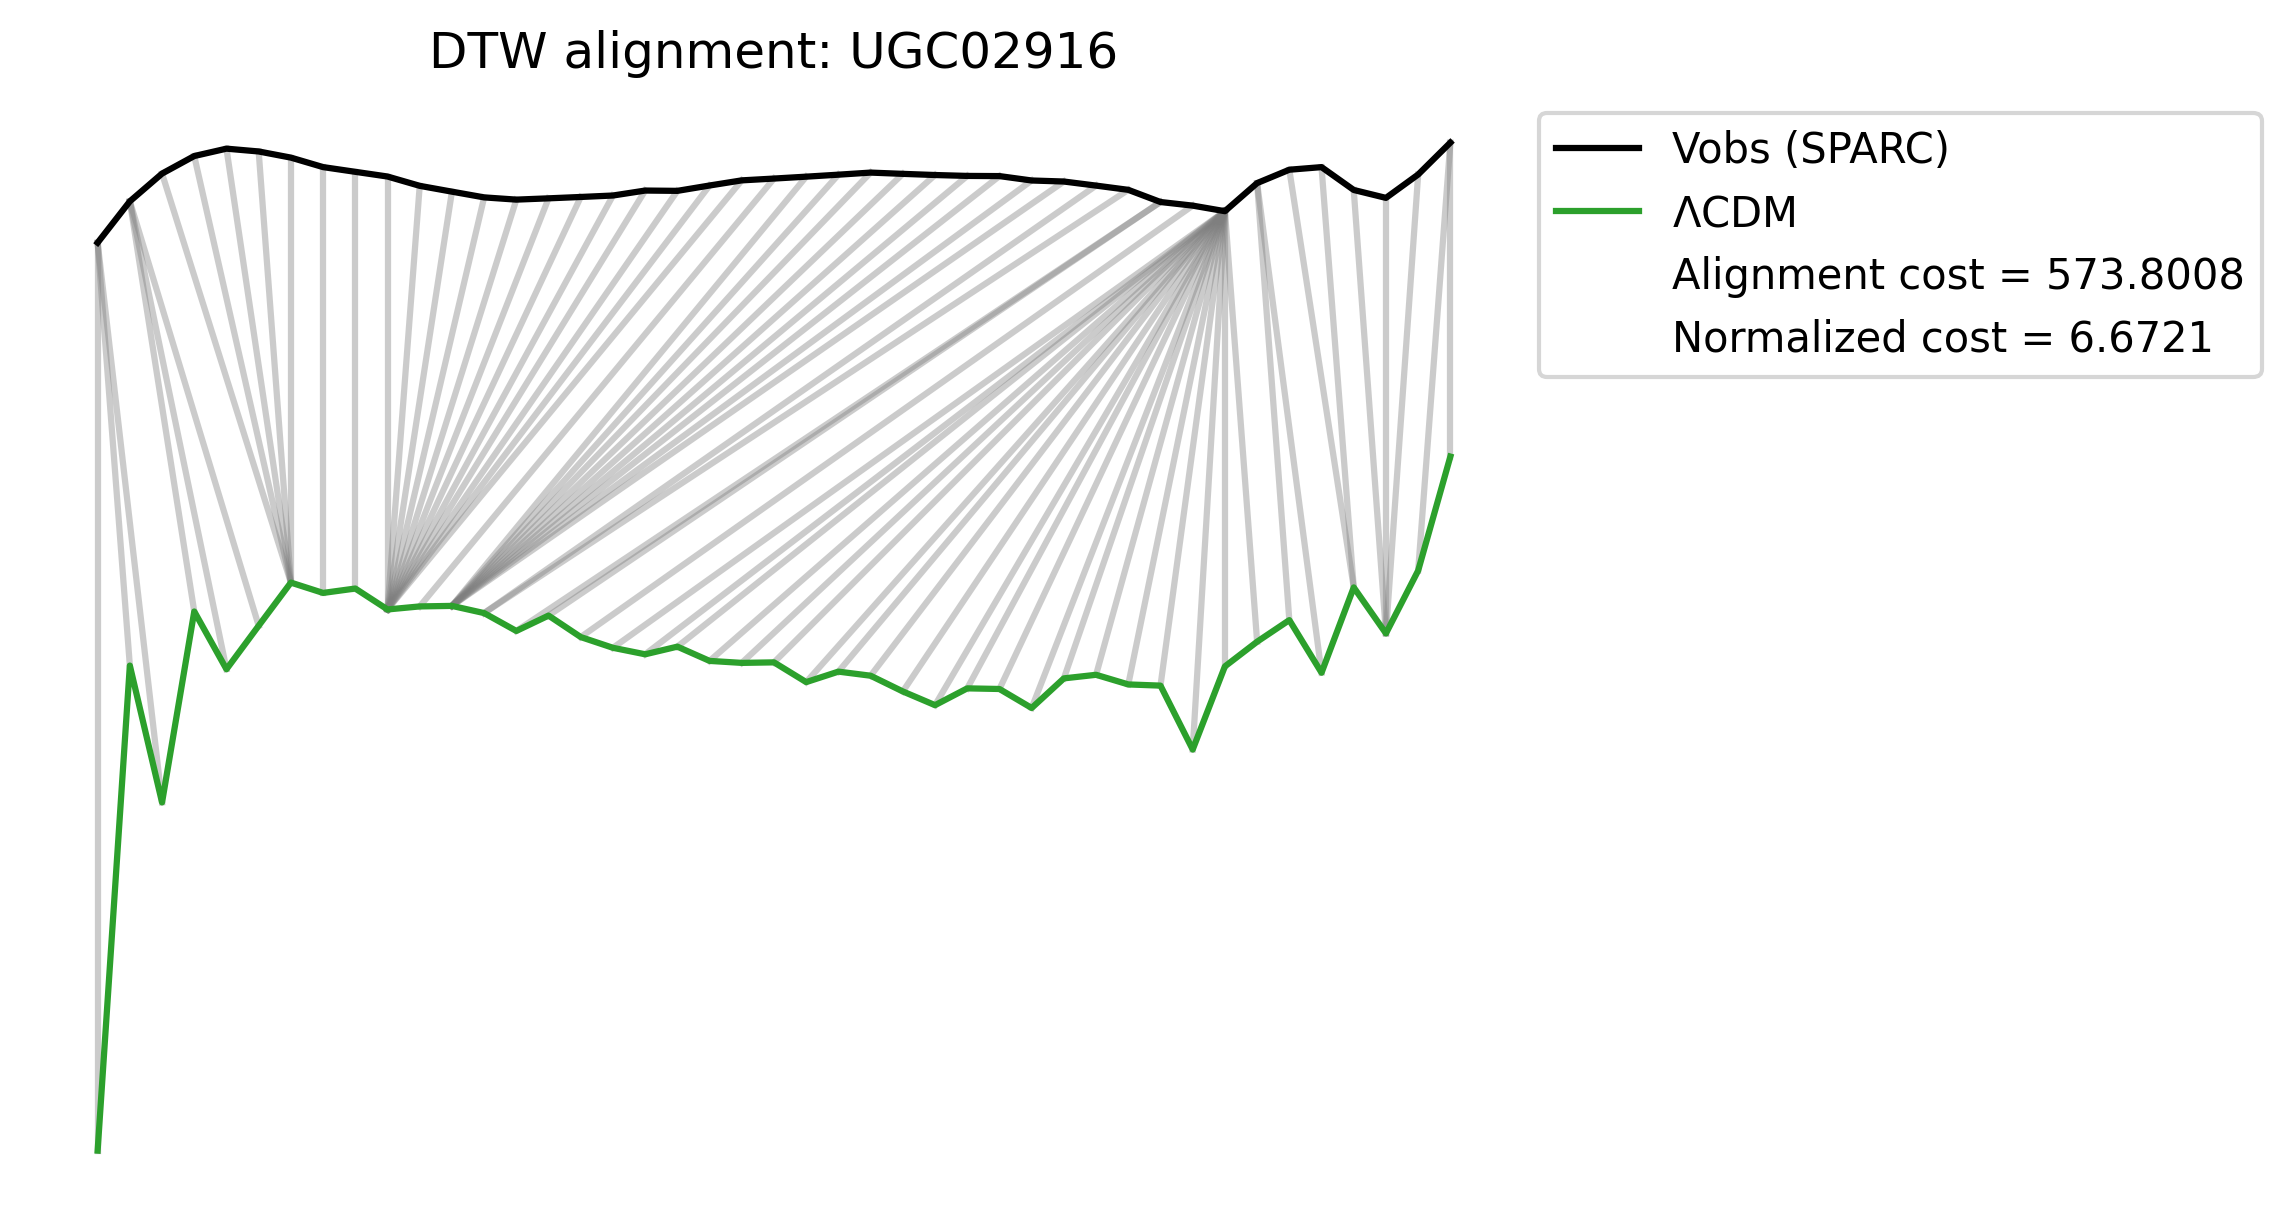 DTW alignment: UGC02916
Vobs (SPARC)
ΛCDM
Alignment cost = 573.8008
Normalized cost = 6.6721